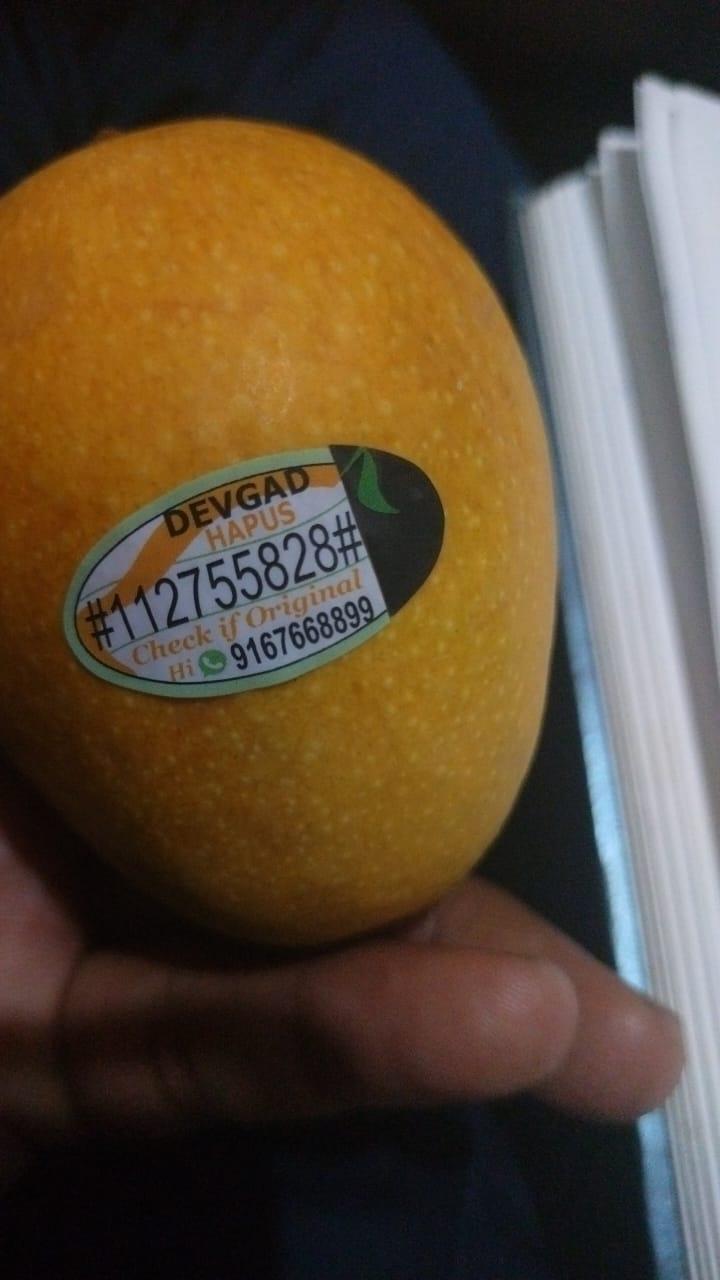 DEVGAD
HAPUS
#112755828#
Check if Original
Hi 9167668899